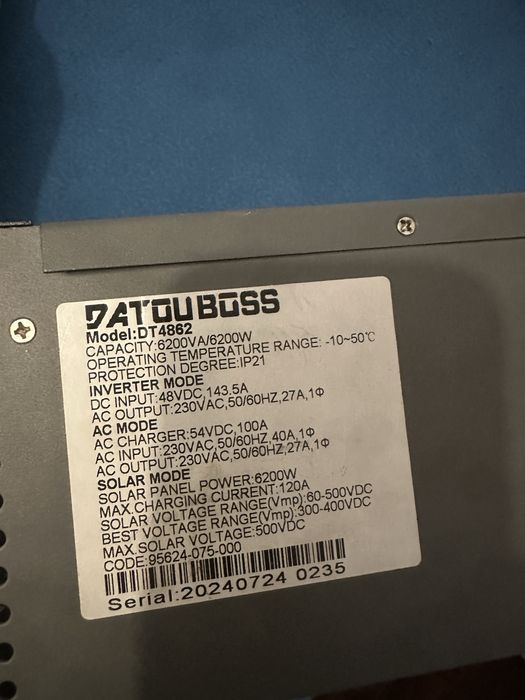 DATOUBOSS
Model:DT4862
CAPACITY:6200VA/6200W
OPERATING TEMPERATURE RANGE: -10~50℃
PROTECTION DEGREE:IP21
INVERTER MODE
DC INPUT:48VDC,143.5A
AC OUTPUT:230VAC,50/60HZ,27A,1Φ
AC MODE
AC CHARGER:54VDC,100A
AC INPUT:230VAC,50/60HZ,40A,1Φ
AC OUTPUT:230VAC,50/60HZ,27A,1Φ
SOLAR MODE
SOLAR PANEL POWER:6200W
MAX.CHARGING CURRENT:120A
SOLAR VOLTAGE RANGE(Vmp):60-500VDC
BEST VOLTAGE RANGE(Vmp):300-400VDC
MAX.SOLAR VOLTAGE:500VDC
CODE:95624-075-000
Serial:20240724 0235